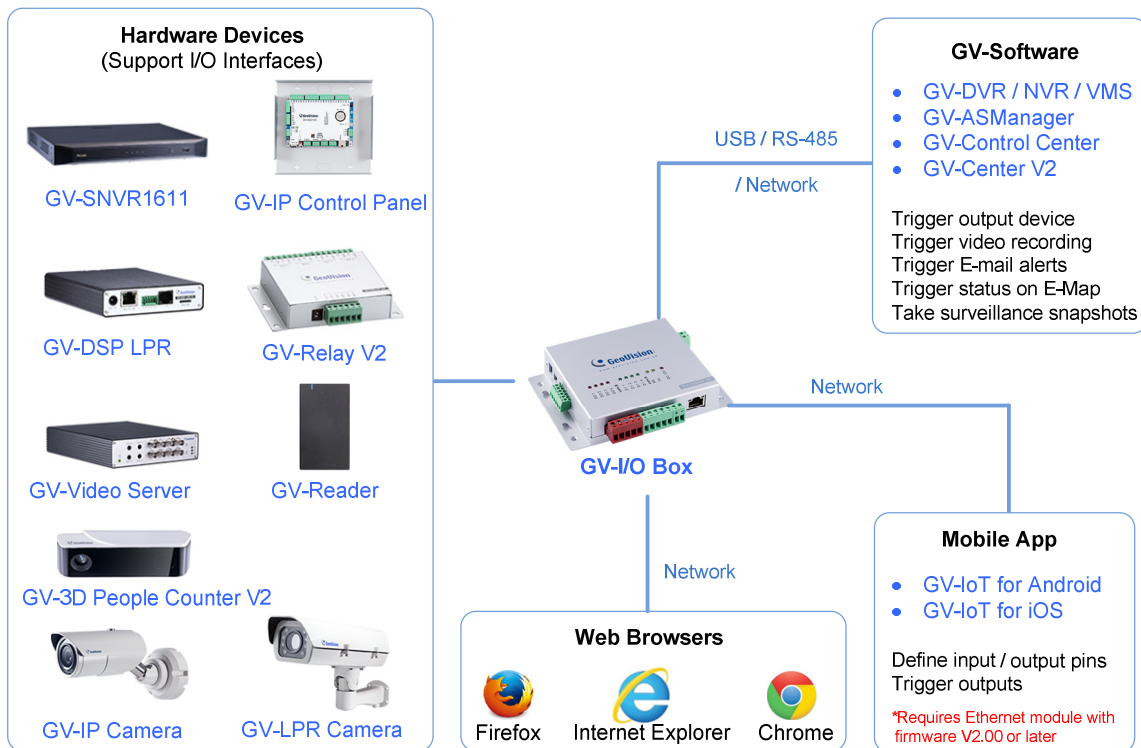 Hardware Devices
(Support I/O Interfaces)
GV-SNVR1611
GV-IP Control Panel
GeoVision
GV-DSP LPR
GV-Relay V2
GV-Video Server
GV-Reader
GV-3D People Counter V2
GV-IP Camera
GV-LPR Camera
USB / RS-485
/ Network
GeoVision
GV-I/O Box
Network
Network
GV-Software
• GV-DVR / NVR / VMS
• GV-ASManager
• GV-Control Center
• GV-Center V2
Trigger output device
Trigger video recording
Trigger E-mail alerts
Trigger status on E-Map
Take surveillance snapshots
Web Browsers
Firefox
Internet Explorer
Chrome
Mobile App
• GV-IoT for Android
• GV-IoT for iOS
Define input / output pins
Trigger outputs
*Requires Ethernet module with
firmware V2.00 or later